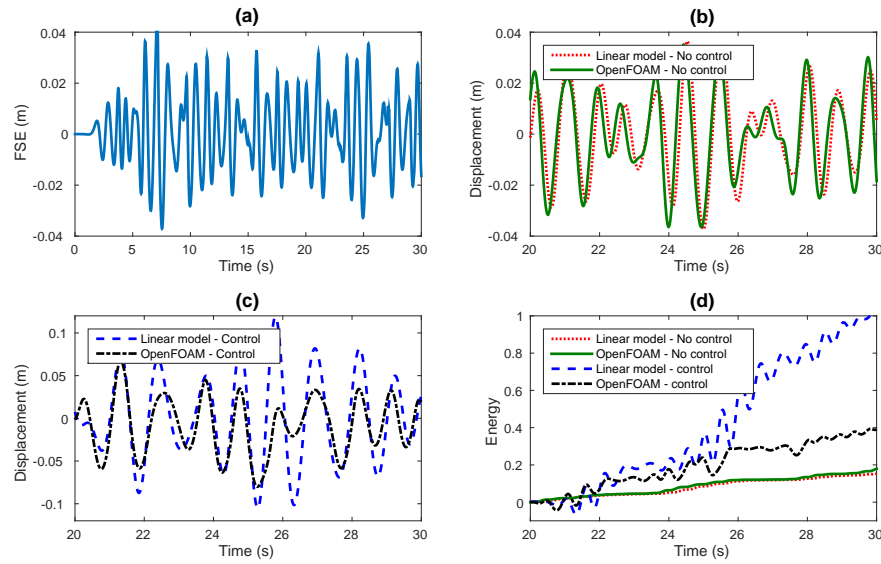 (a)
0.04
0.02
0
-0.02
-0.04
FSE (m)
0 5 10 15 20 25 30
Time (s)
(b)
0.04
0.02
0
-0.02
-0.04
Displacement (m)
Linear model - No control
OpenFOAM - No control
20 22 24 26 28 30
Time (s)
(c)
0.1
0.05
0
-0.05
-0.1
Displacement (m)
Linear model - Control
OpenFOAM - Control
20 22 24 26 28 30
Time (s)
(d)
1
0.8
0.6
0.4
0.2
0
Energy
Linear model - No control
OpenFOAM - No control
Linear model - control
OpenFOAM - control
20 22 24 26 28 30
Time (s)